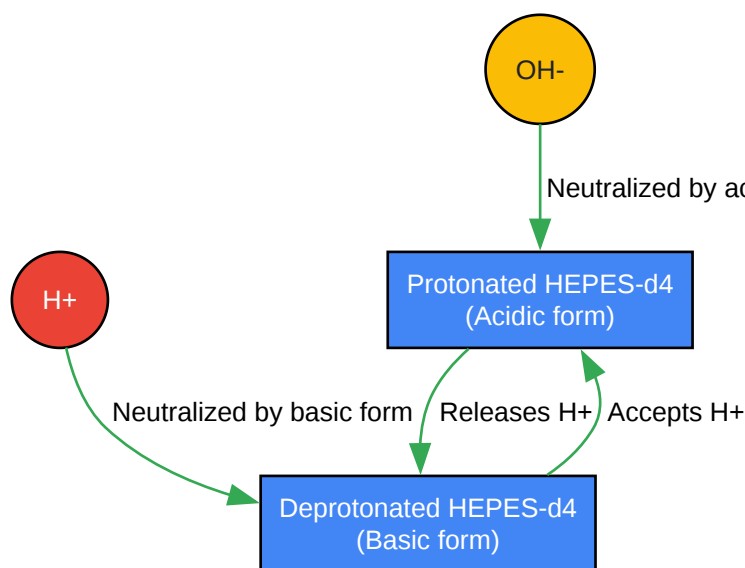 OH-
Neutralized by
Protonated HEPES-d4
(Acidic form)
H+
Neutralized by basic form
Releases H+
Accepts H+
Deprotonated HEPES-d4
(Basic form)